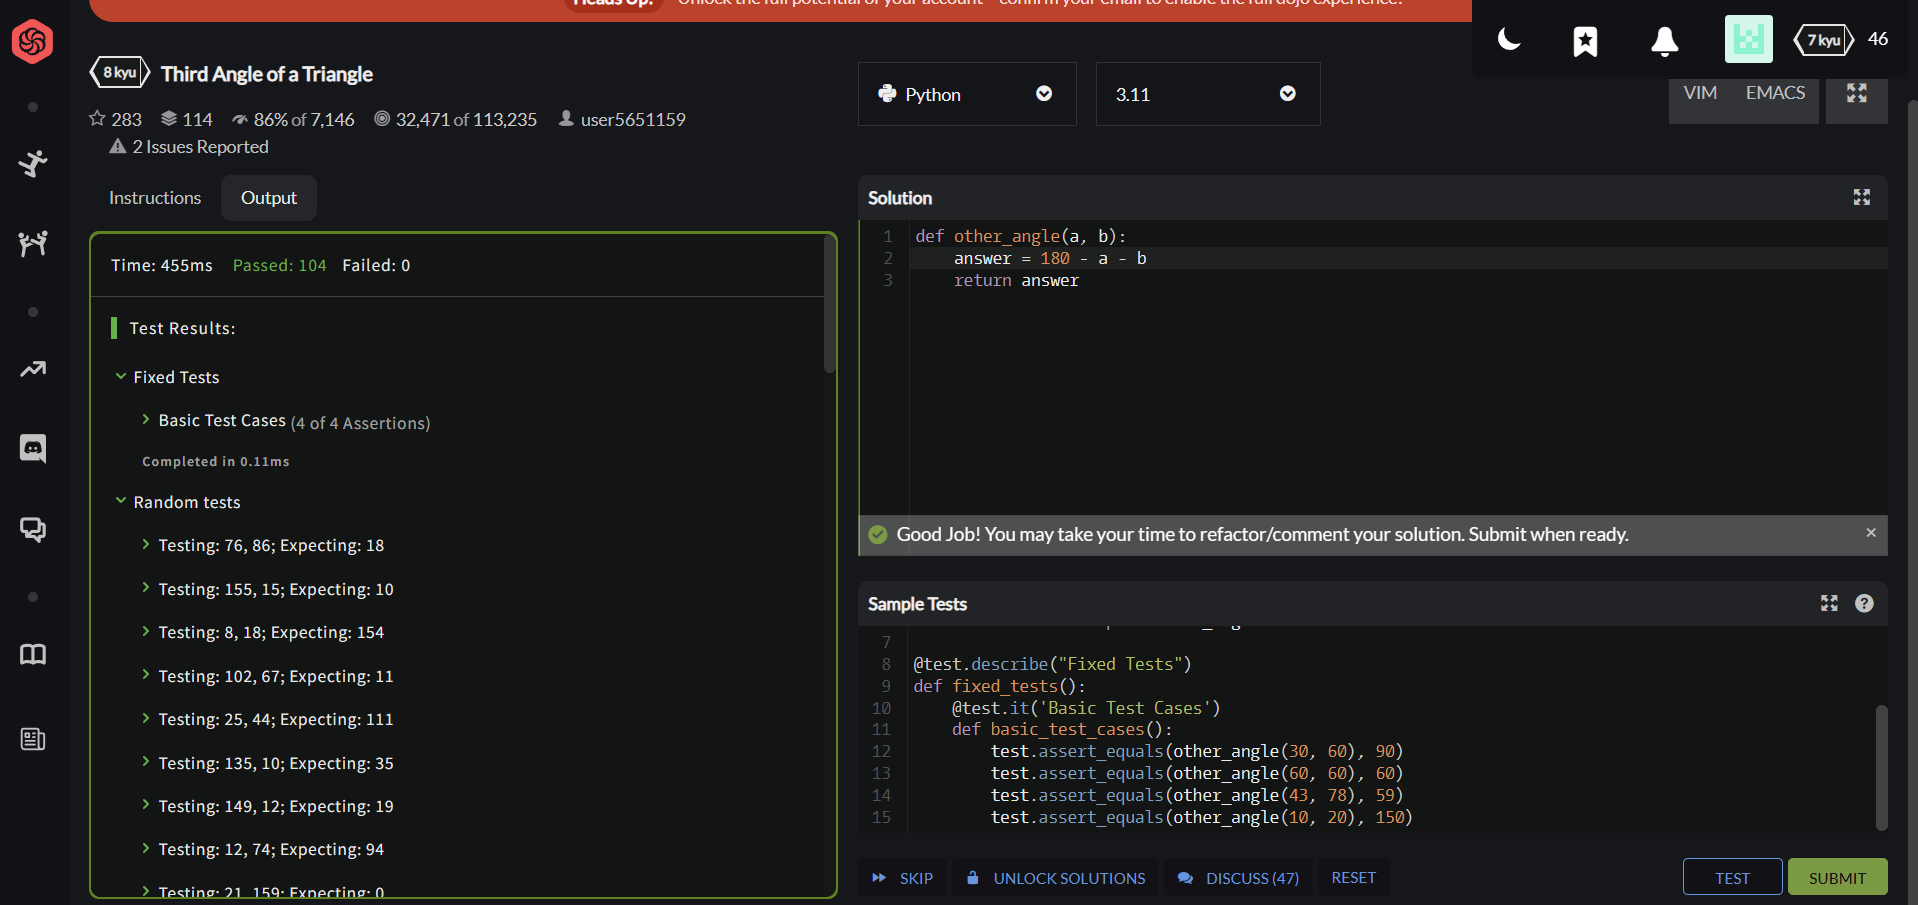 Heads Up! Unlock the full potential of your account - confirm your email to enable the full dojo experience!
7 kyu 46
8 kyu Third Angle of a Triangle
283 114 86% of 7,146 32,471 of 113,235 user5651159
2 Issues Reported
Python 3.11
VIM EMACS
Instructions Output
Time: 455ms Passed: 104 Failed: 0
Test Results:
Fixed Tests
Basic Test Cases (4 of 4 Assertions)
Completed in 0.11ms
Random tests
Testing: 76, 86; Expecting: 18
Testing: 155, 15; Expecting: 10
Testing: 8, 18; Expecting: 154
Testing: 102, 67; Expecting: 11
Testing: 25, 44; Expecting: 111
Testing: 135, 10; Expecting: 35
Testing: 149, 12; Expecting: 19
Testing: 12, 74; Expecting: 94
Testing: 21, 159; Expecting: 0
Solution
1 def other_angle(a, b):
2 answer = 180 - a - b
3 return answer
Good Job! You may take your time to refactor/comment your solution. Submit when ready.
Sample Tests
7
8 @test.describe("Fixed Tests")
9 def fixed_tests():
10 @test.it('Basic Test Cases')
11 def basic_test_cases():
12 test.assert_equals(other_angle(30, 60), 90)
13 test.assert_equals(other_angle(60, 60), 60)
14 test.assert_equals(other_angle(43, 78), 59)
15 test.assert_equals(other_angle(10, 20), 150)
SKIP UNLOCK SOLUTIONS DISCUSS (47) RESET TEST SUBMIT